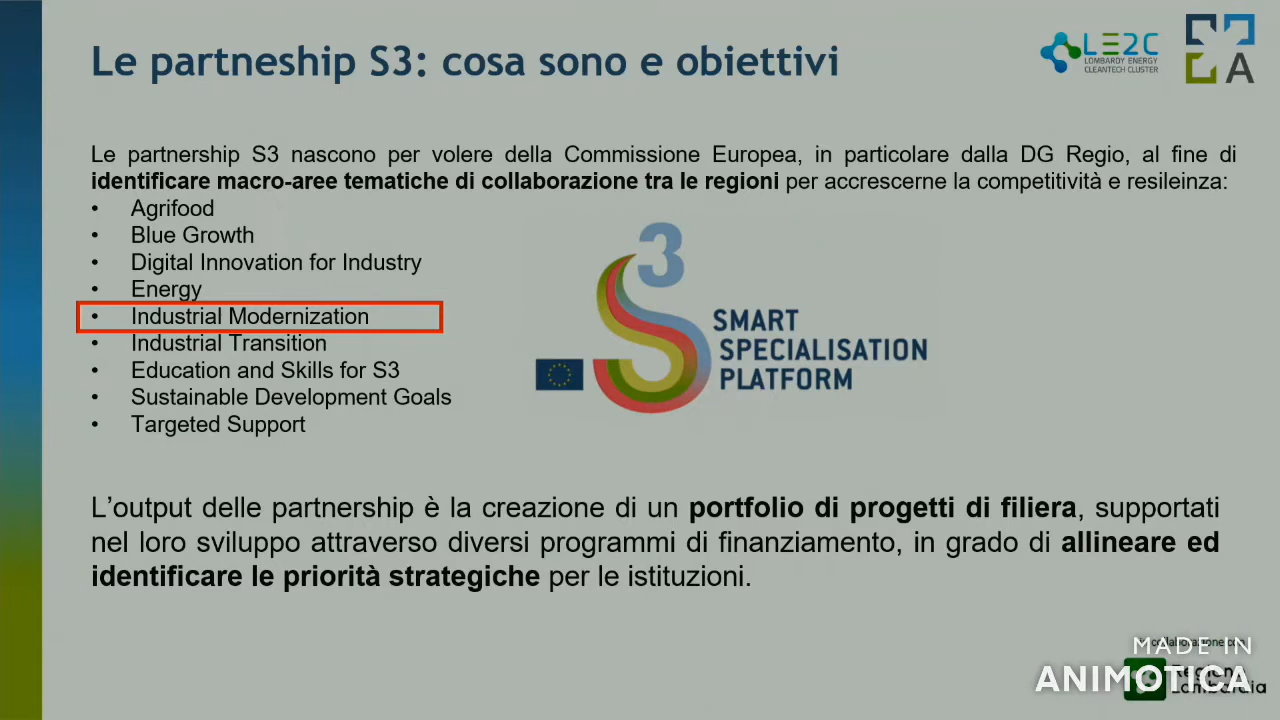 Le partneship S3: cosa sono e obiettivi
LE2C
LOMBARDY ENERGY
CLEANTECH CLUSTER
A
Le partnership S3 nascono per volere della Commissione Europea, in particolare dalla DG Regio, al fine di
identificare macro-aree tematiche di collaborazione tra le regioni per accrescerne la competitività e resileinza:
• Agrifood
• Blue Growth
• Digital Innovation for Industry
• Energy
• Industrial Modernization
• Industrial Transition
• Education and Skills for S3
• Sustainable Development Goals
• Targeted Support
S3
SMART
SPECIALISATION
PLATFORM
L’output delle partnership è la creazione di un portfolio di progetti di filiera, supportati
nel loro sviluppo attraverso diversi programmi di finanziamento, in grado di allineare ed
identificare le priorità strategiche per le istituzioni.
collaborazione con
MADE IN
ANIMOTICA
Regione
Lombardia